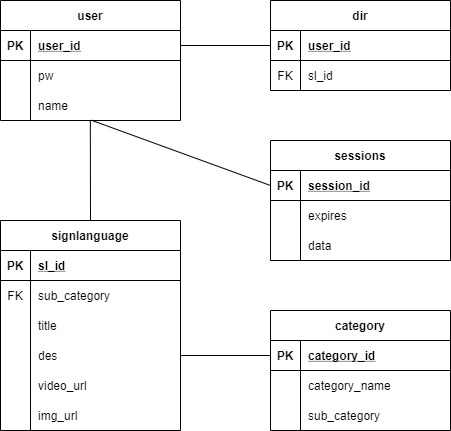 user
PK user_id
pw
name
dir
PK user_id
FK sl_id
sessions
PK session_id
expires
data
signlanguage
PK sl_id
FK sub_category
title
des
video_url
img_url
category
PK category_id
category_name
sub_category